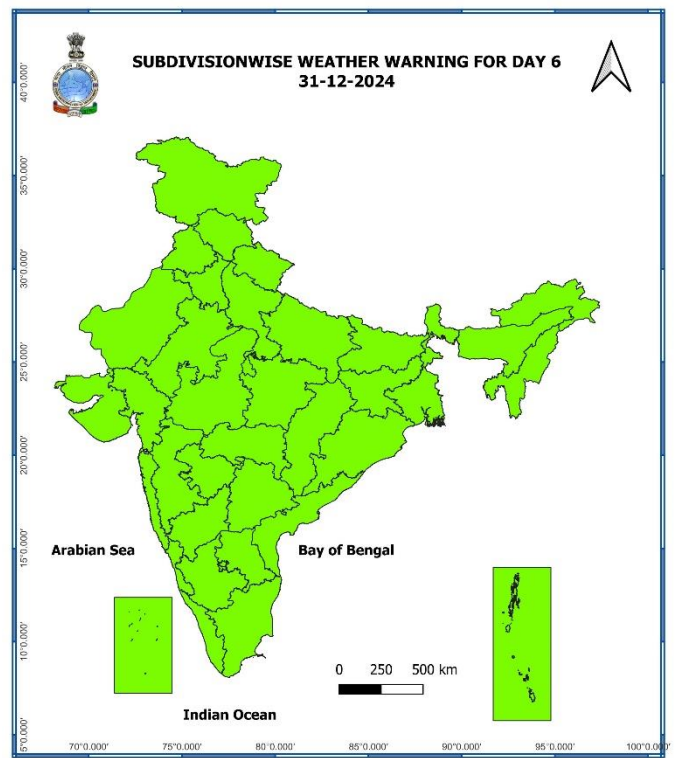 SUBDIVISIONWISE WEATHER WARNING FOR DAY 6
31-12-2024
40°0.000'
35°0.000'
30°0.000'
25°0.000'
20°0.000'
15°0.000'
10°0.000'
5°0.000'
Arabian Sea
Bay of Bengal
0 250 500 km
Indian Ocean
70°0.000' 75°0.000' 80°0.000' 85°0.000' 90°0.000' 95°0.000' 100°0.000'